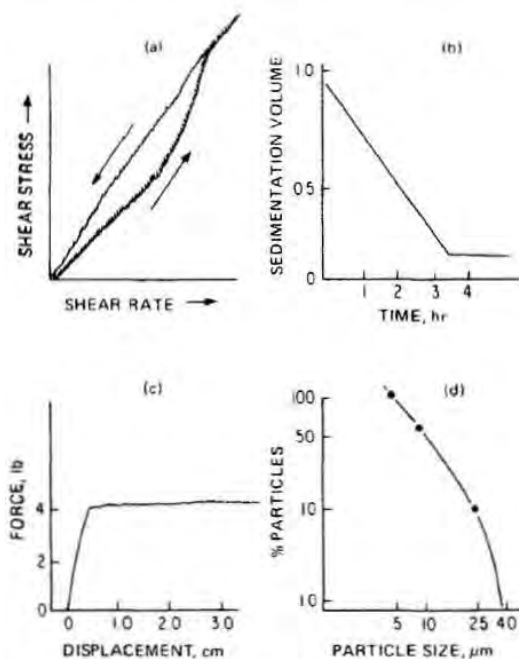 (a)
SHEAR STRESS →
SHEAR RATE →
(b)
SEDIMENTATION VOLUME
1.0
0.5
0
1 2 3 4
TIME, hr
(c)
FORCE, lb
4
2
0
0 1.0 2.0 3.0
DISPLACEMENT, cm
(d)
% PARTICLES
100
50
10
1.0
5 10 25 40
PARTICLE SIZE, μm